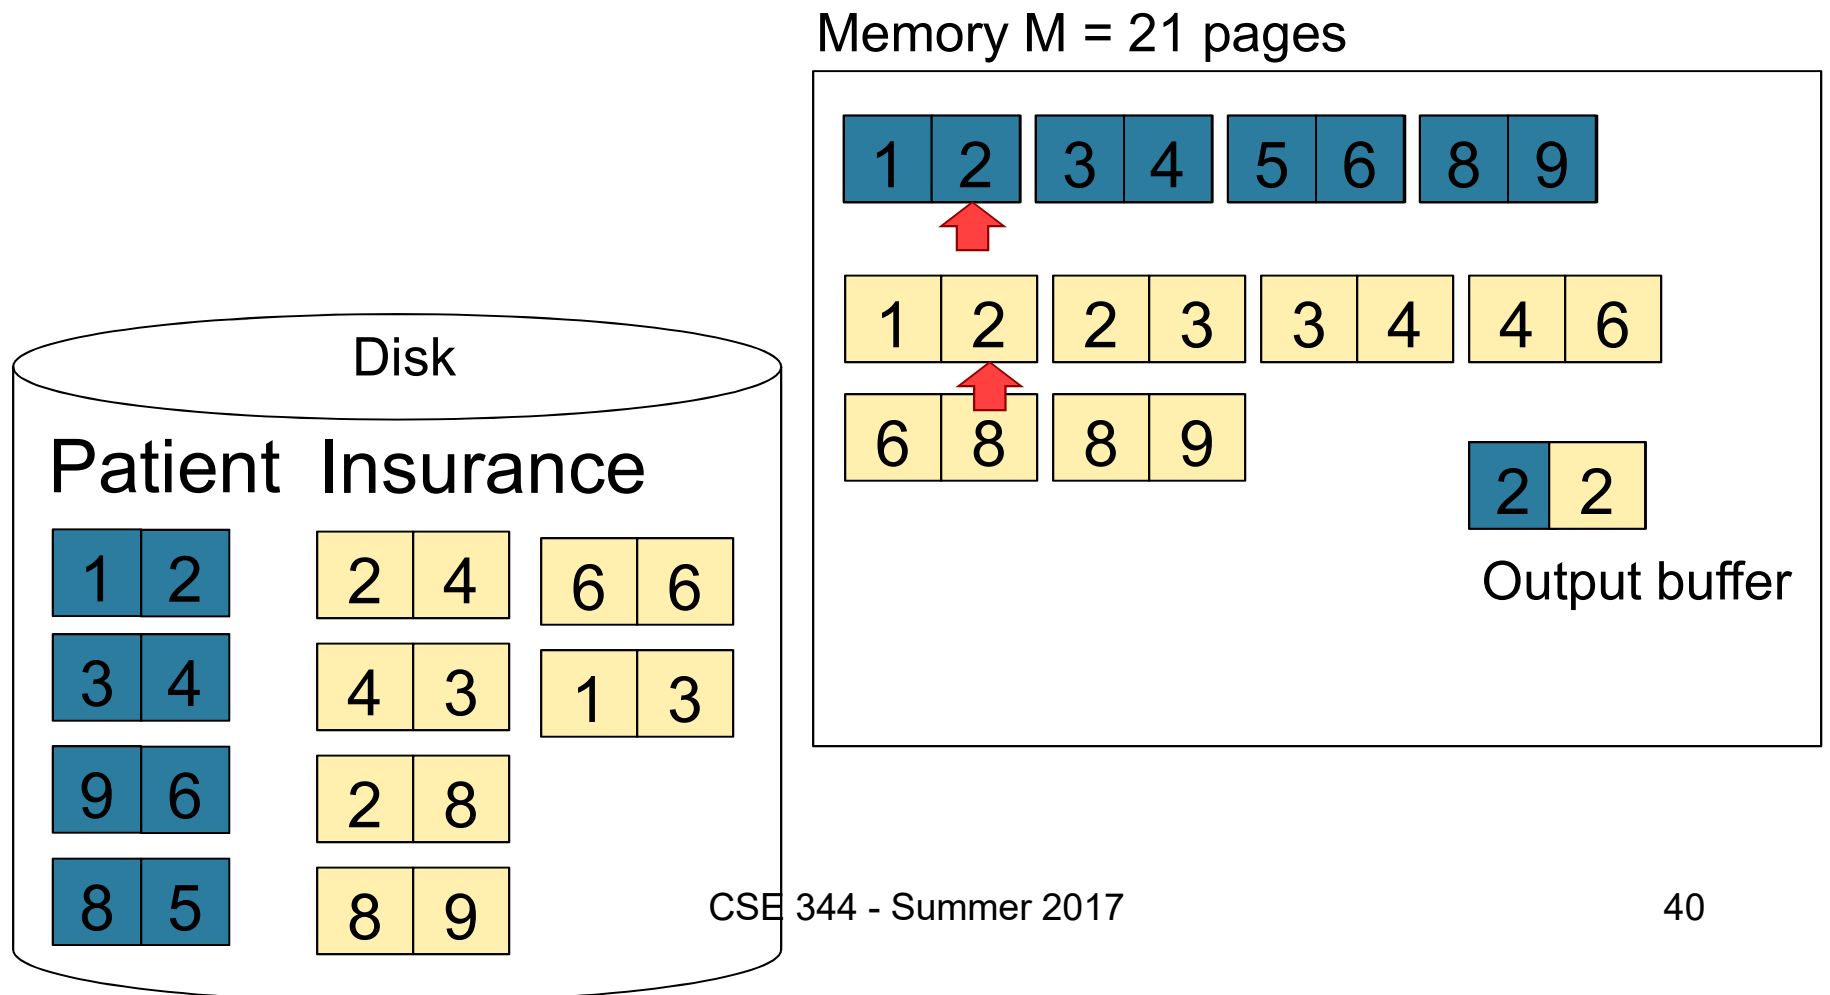 Memory M = 21 pages
1 2 3 4 5 6 8 9
1 2 2 3 3 4 4 6
6 8 8 9
2 2
Output buffer
Disk
Patient Insurance
1 2 2 4 6 6
3 4 4 3 1 3
9 6 2 8
8 5 8 9
CSE 344 - Summer 2017 40